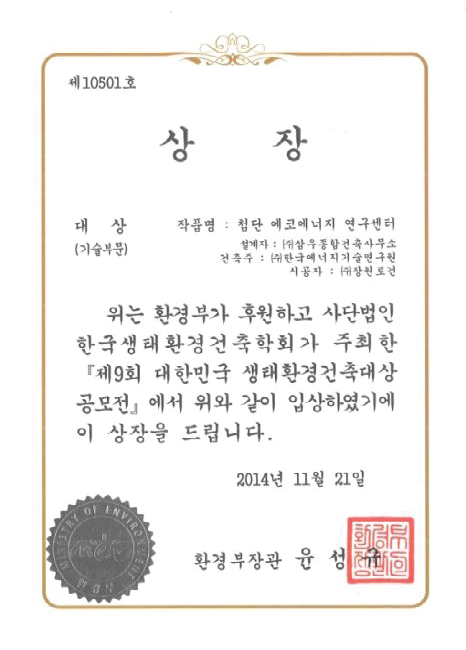 제10501호
상 장
대 상 작품명 : 첨단 에코에너지 연구센터
(기술부문) 설계자 : ㈜삼우종합건축사무소
건축주 : ㈜한국에너지기술연구원
시공자 : ㈜장원토건
위는 환경부가 후원하고 사단법인
한국생태환경건축학회가 주최한
『제9회 대한민국 생태환경건축대상
공모전』에서 위와 같이 입상하였기에
이 상장을 드립니다.
2014년 11월 21일
환경부장관 윤 성 규
MINISTRY OF ENVIRONMENT
환경부